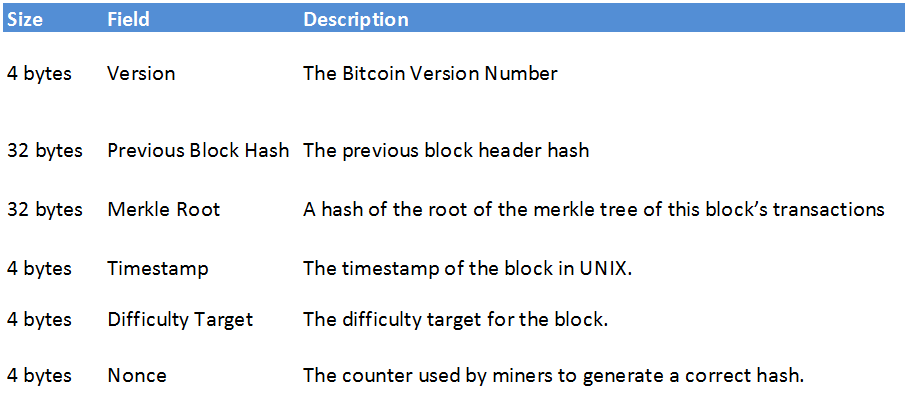 Size Field Description
4 bytes Version The Bitcoin Version Number
32 bytes Previous Block Hash The previous block header hash
32 bytes Merkle Root A hash of the root of the merkle tree of this block’s transactions
4 bytes Timestamp The timestamp of the block in UNIX.
4 bytes Difficulty Target The difficulty target for the block.
4 bytes Nonce The counter used by miners to generate a correct hash.